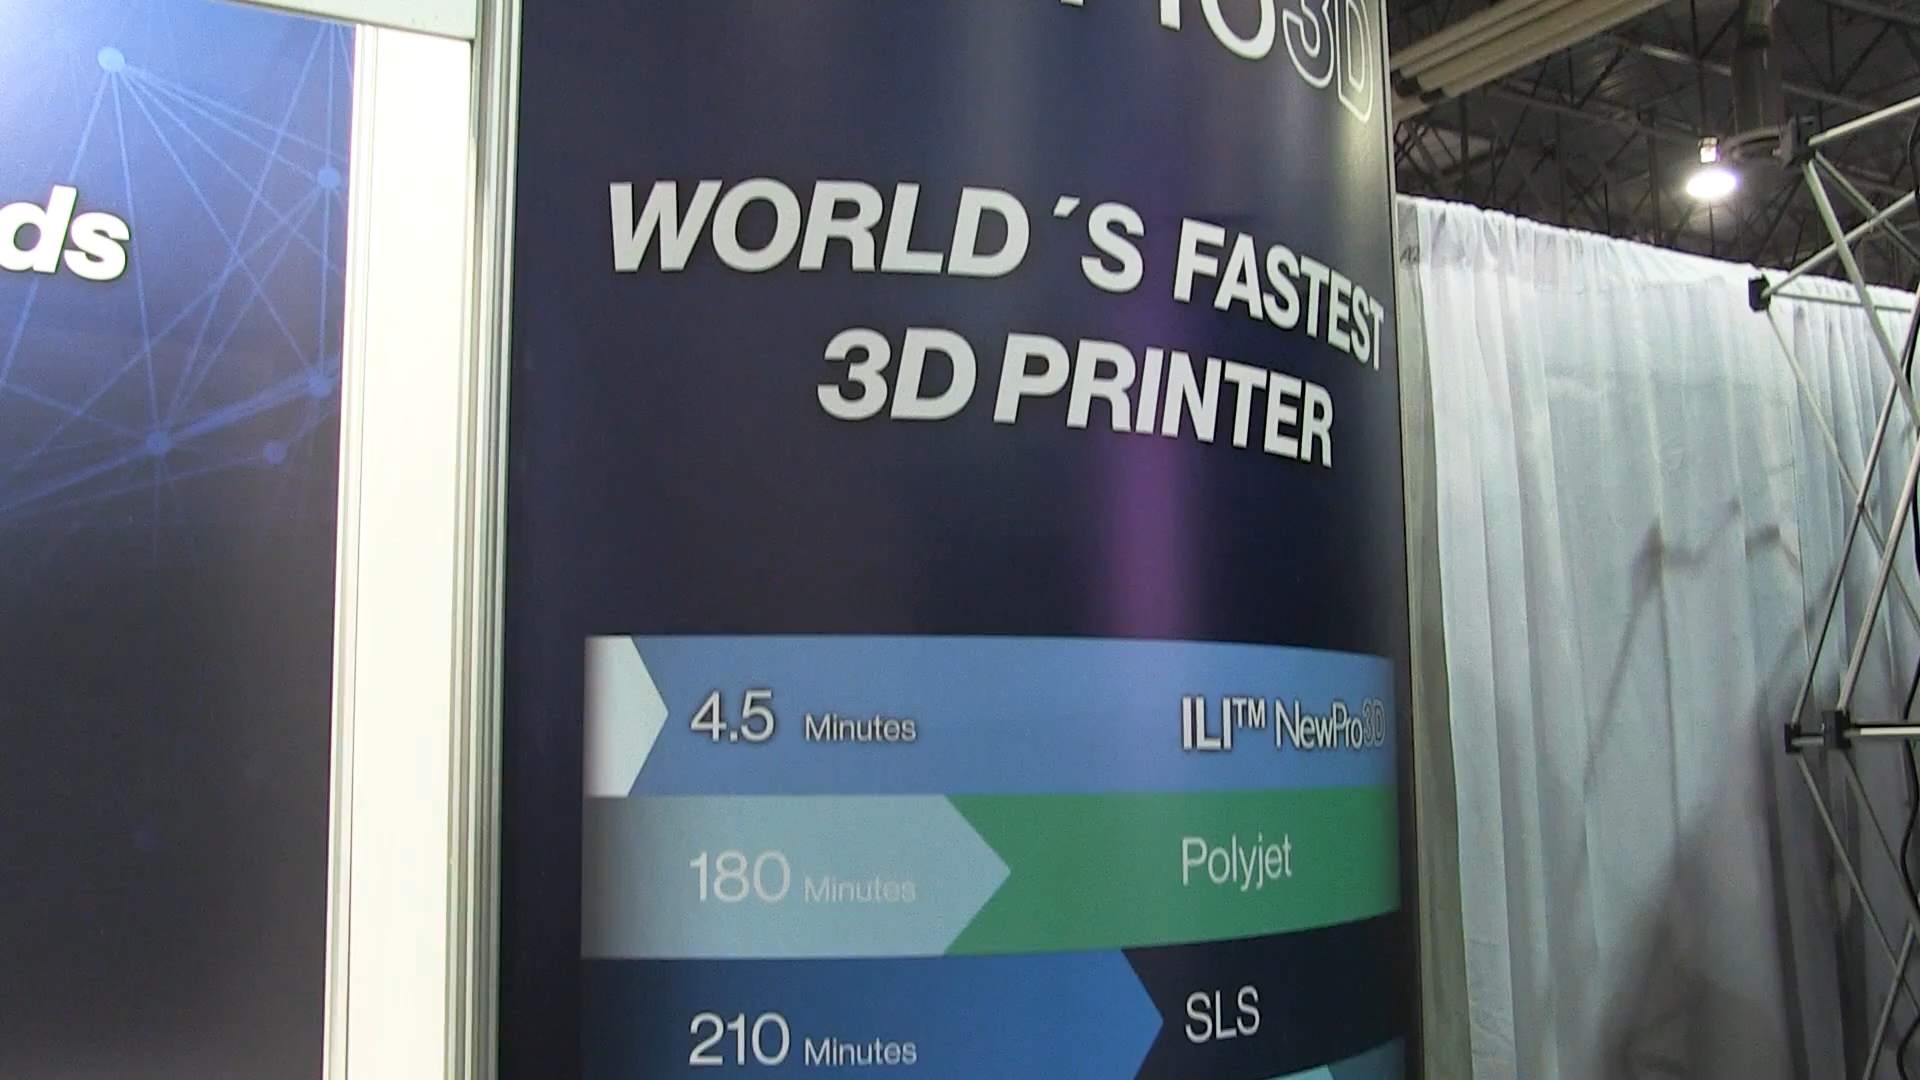 ds
WORLD´S FASTEST
3D PRINTER
4.5 Minutes ILI™ NewPro3D
180 Minutes Polyjet
210 Minutes SLS